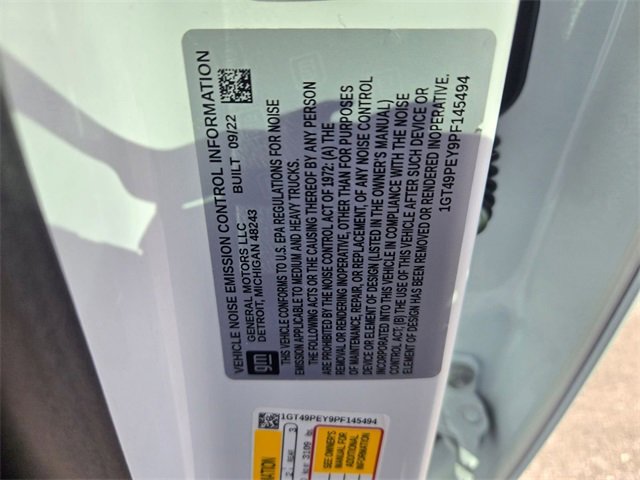 VEHICLE NOISE EMISSION CONTROL INFORMATION
GENERAL MOTORS LLC BUILT 09/22
DETROIT, MICHIGAN 48243
gm
THIS VEHICLE CONFORMS TO U.S. EPA REGULATIONS FOR NOISE
EMISSION APPLICABLE TO MEDIUM AND HEAVY TRUCKS.
THE FOLLOWING ACTS OR THE CAUSING THEREOF BY ANY PERSON
ARE PROHIBITED BY THE NOISE CONTROL ACT OF 1972: (A) THE
REMOVAL OR RENDERING INOPERATIVE, OTHER THAN FOR PURPOSES
OF MAINTENANCE, REPAIR, OR REPLACEMENT, OF ANY NOISE CONTROL
DEVICE OR ELEMENT OF DESIGN (LISTED IN THE OWNER'S MANUAL)
INCORPORATED INTO THIS VEHICLE IN COMPLIANCE WITH THE NOISE
CONTROL ACT; (B) THE USE OF THIS VEHICLE AFTER SUCH DEVICE OR
ELEMENT OF DESIGN HAS BEEN REMOVED OR RENDERED INOPERATIVE.
1GT49PEY9PF145494
1GT49PEY9PF145494
SEE OWNER'S
MANUAL FOR
ADDITIONAL
INFORMATION